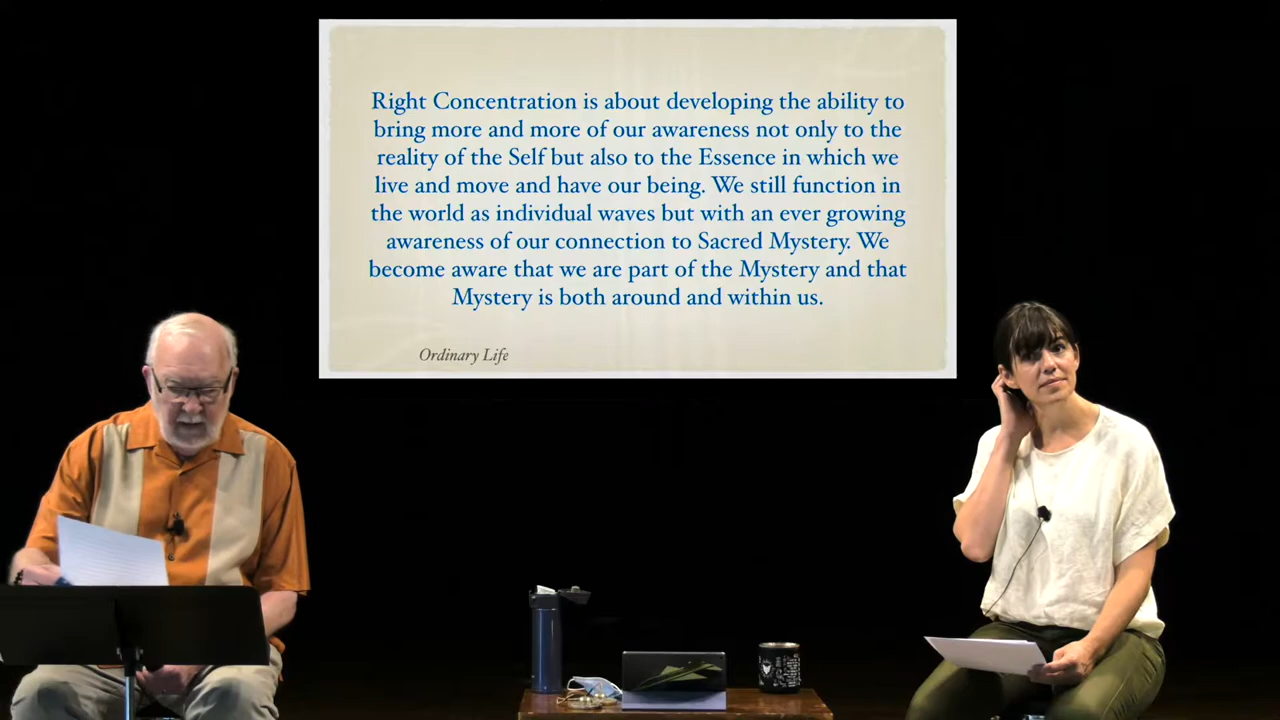 Right Concentration is about developing the ability to
bring more and more of our awareness not only to the
reality of the Self but also to the Essence in which we
live and move and have our being. We still function in
the world as individual waves but with an ever growing
awareness of our connection to Sacred Mystery. We
become aware that we are part of the Mystery and that
Mystery is both around and within us.
Ordinary Life